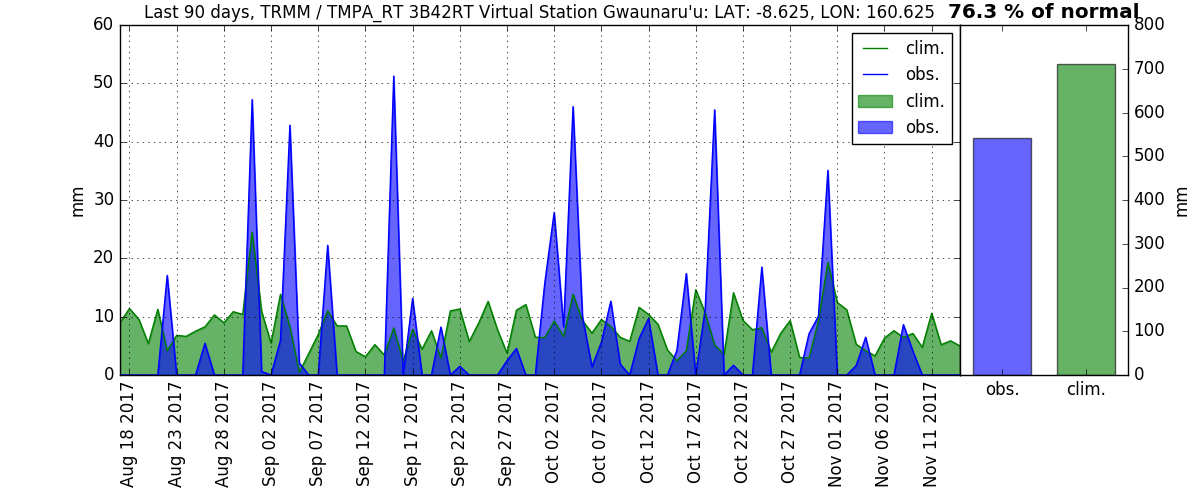 Last 90 days, TRMM / TMPA_RT 3B42RT Virtual Station Gwaunaru'u: LAT: -8.625, LON: 160.625 76.3 % of normal
60
50
40
30
20
10
0
mm
clim.
obs.
clim.
obs.
Aug 18 2017
Aug 23 2017
Aug 28 2017
Sep 02 2017
Sep 07 2017
Sep 12 2017
Sep 17 2017
Sep 22 2017
Sep 27 2017
Oct 02 2017
Oct 07 2017
Oct 12 2017
Oct 17 2017
Oct 22 2017
Oct 27 2017
Nov 01 2017
Nov 06 2017
Nov 11 2017
800
700
600
500
400
300
200
100
0
mm
obs.
clim.